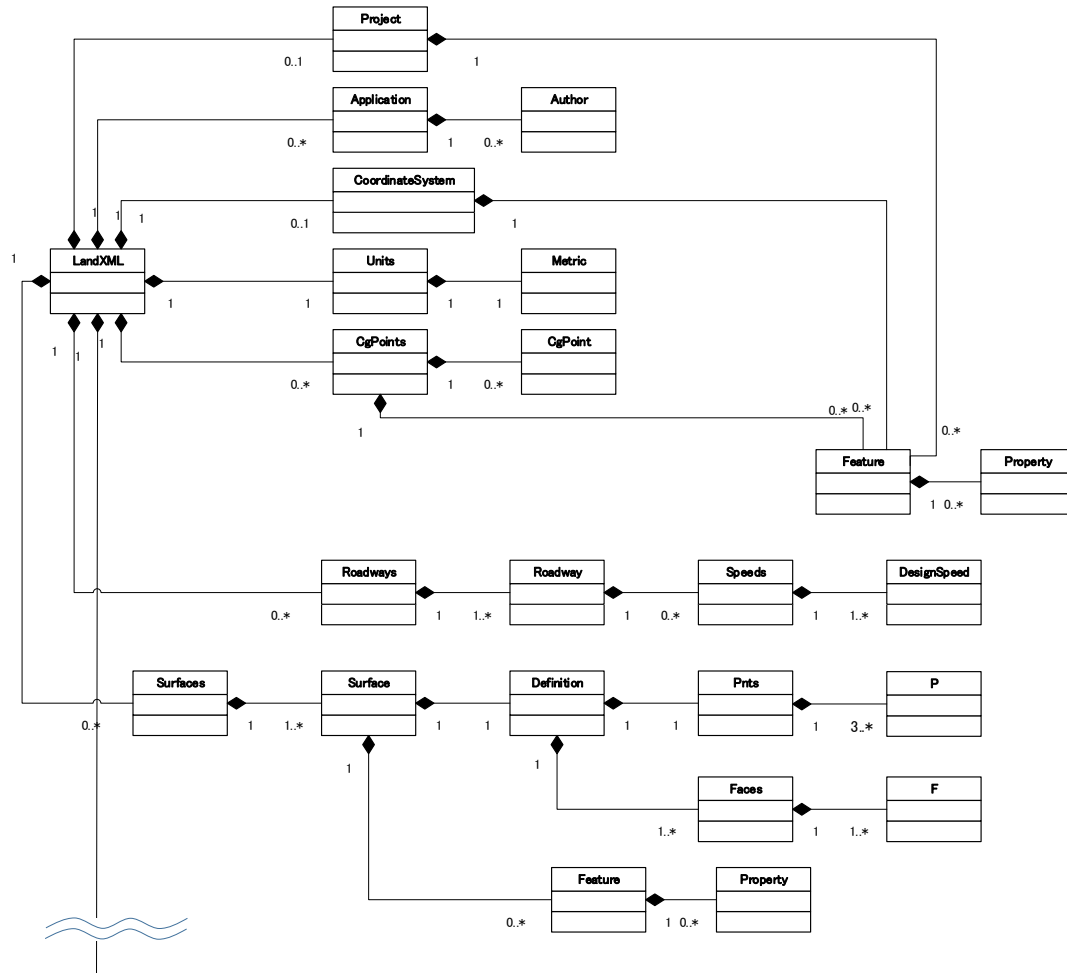 Project
0..1
1
Application
Author
0..*
1
0..*
CoordinateSystem
1
1
1
0..1
1
1
LandXML
Units
Metric
1
1
1
1
CgPoints
CgPoint
1
1
1
0..*
1
0..*
1
0..*
0..*
0..*
Feature
Property
1
0..*
Roadways
Roadway
Speeds
DesignSpeed
0..*
1
1..*
1
0..*
1
1..*
Surfaces
Surface
Definition
Pnts
P
0..*
1
1..*
1
1
1
1
1
3..*
1
1
Faces
F
1..*
1
1..*
Feature
Property
0..*
1
0..*